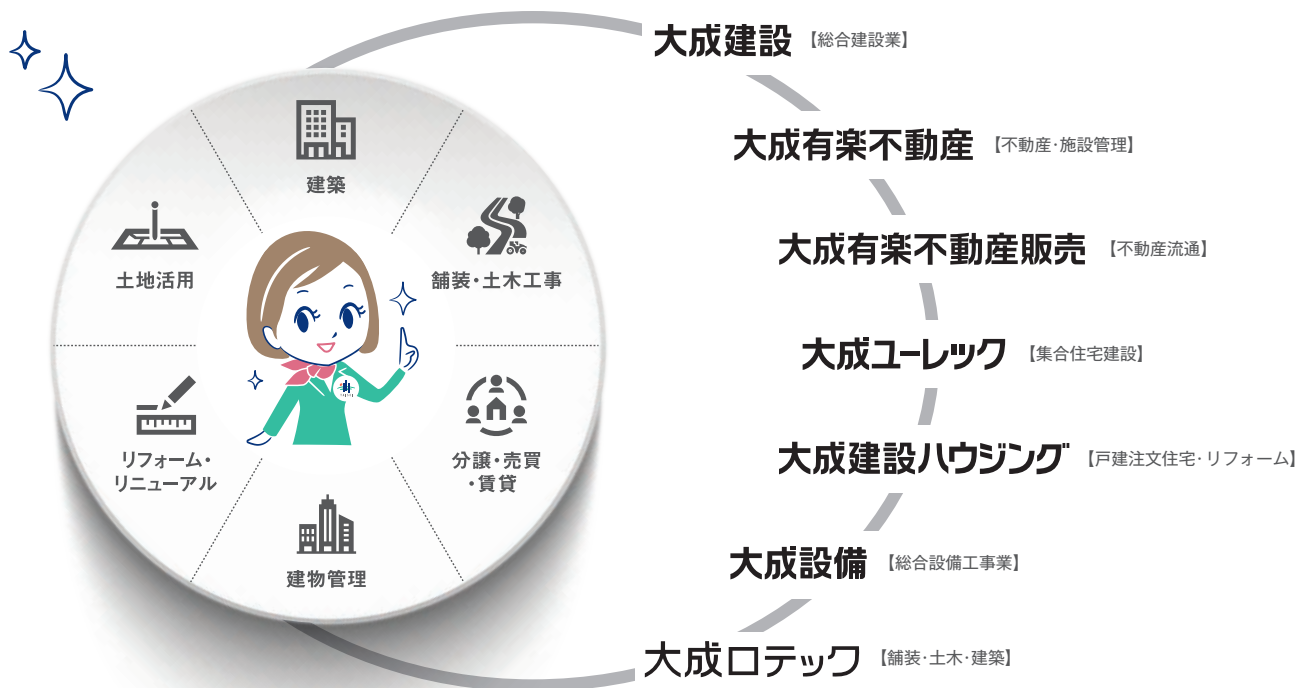 建築
舗装・土木工事
分譲・売買
・賃貸
建物管理
リフォーム・
リニューアル
土地活用
大成建設 【総合建設業】
大成有楽不動産 【不動産・施設管理】
大成有楽不動産販売 【不動産流通】
大成ユーレック 【集合住宅建設】
大成建設ハウジング 【戸建注文住宅・リフォーム】
大成設備 【総合設備工事業】
大成ロテック 【舗装・土木・建築】